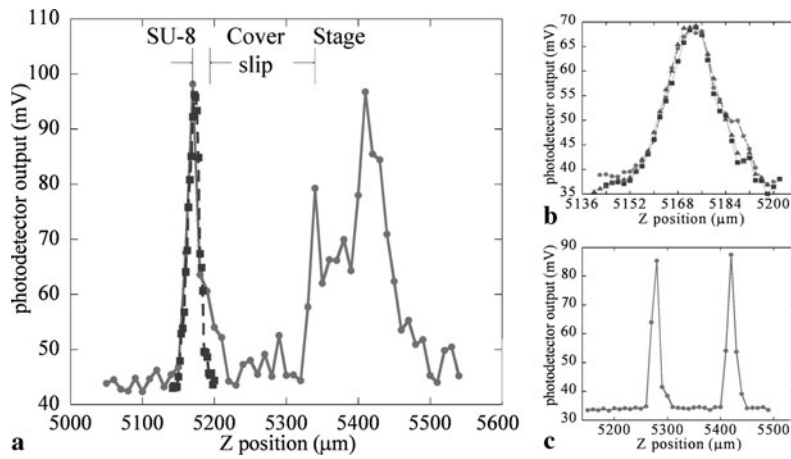 SU-8 Cover slip Stage
photodetector output (mV)
110
100
90
80
70
60
50
40
5000 5100 5200 5300 5400 5500 5600
Z position (μm)
a
photodetector output (mV)
70
65
60
55
50
45
40
35
5136 5152 5168 5184 5200
Z position (μm)
b
photodetector output (mV)
90
80
70
60
50
40
30
5200 5300 5400 5500
Z position (μm)
c